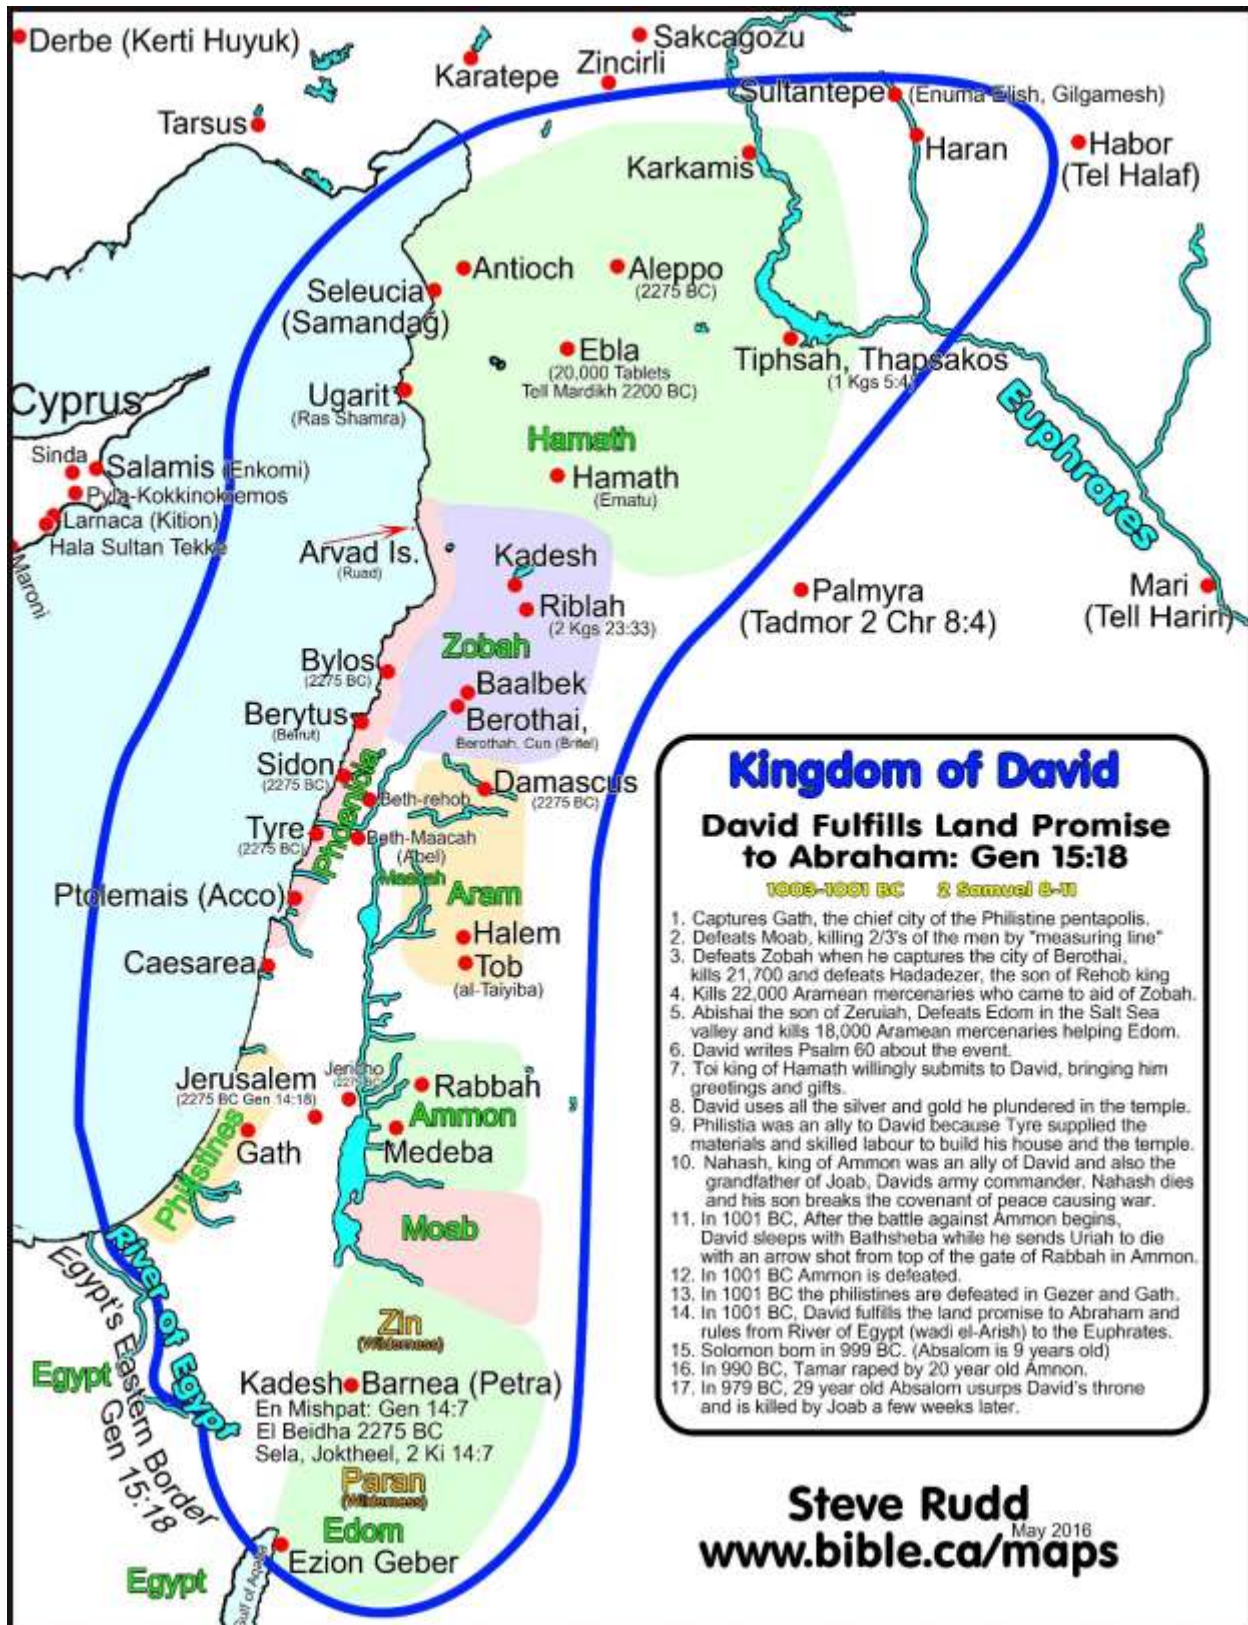 Derbe (Kerti Huyuk)
Karatepe
Zincirli
Sakcagozu
Sultantepe
(Enuma Elish, Gilgamesh)
Tarsus
Karkamis
Haran
Habor
(Tel Halaf)
Antioch
Aleppo
(2275 BC)
Seleucia
(Samandağ)
Ebla
(20,000 Tablets
Tell Mardikh 2200 BC)
Tiphsah, Thapsakos
(1 Kgs 5:4)
Ugarit
(Ras Shamra)
Cyprus
Euphrates
Hamath
Hamath
(Ematu)
Sinda
Salamis (Enkomi)
Pyla-Kokkinokremos
Larnaca (Kition)
Hala Sultan Tekke
Maroni
Arvad Is.
(Ruad)
Kadesh
Riblah
(2 Kgs 23:33)
Zobah
Palmyra
(Tadmor 2 Chr 8:4)
Mari
(Tell Hariri)
Bylos
(2275 BC)
Baalbek
Berytus
(Beirut)
Berothai,
Berothah, Cun (Britel)
Sidon
(2275 BC)
Phoenicia
Damascus
(2275 BC)
Beth-rehob
Tyre
(2275 BC)
Beth-Maacah
(Abel)
Maacah
Aram
Ptolemais (Acco)
Halem
Tob
(al-Taiyiba)
Caesarea
Jerusalem
(2275 BC Gen 14:18)
Jericho
(2275 BC)
Rabbah
Ammon
Gath
Medeba
Philistines
Moab
River of Egypt
Egypt's Eastern Border
Gen 15:18
Zin
(Wilderness)
Egypt
Kadesh Barnea (Petra)
En Mishpat: Gen 14:7
El Beidha 2275 BC
Sela, Joktheel, 2 Ki 14:7
Paran
(Wilderness)
Edom
Ezion Geber
Egypt
Gulf of Aqaba
Kingdom of David
David Fulfills Land Promise
to Abraham: Gen 15:18
1003-1001 BC 2 Samuel 8-11
1. Captures Gath, the chief city of the Philistine pentapolis.
2. Defeats Moab, killing 2/3's of the men by "measuring line"
3. Defeats Zobah when he captures the city of Berothai,
kills 21,700 and defeats Hadadezer, the son of Rehob king
4. Kills 22,000 Aramean mercenaries who came to aid of Zobah.
5. Abishai the son of Zeruiah, Defeats Edom in the Salt Sea
valley and kills 18,000 Aramean mercenaries helping Edom.
6. David writes Psalm 60 about the event.
7. Toi king of Hamath willingly submits to David, bringing him
greetings and gifts.
8. David uses all the silver and gold he plundered in the temple.
9. Philistia was an ally to David because Tyre supplied the
materials and skilled labour to build his house and the temple.
10. Nahash, king of Ammon was an ally of David and also the
grandfather of Joab, Davids army commander. Nahash dies
and his son breaks the covenant of peace causing war.
11. In 1001 BC, After the battle against Ammon begins,
David sleeps with Bathsheba while he sends Uriah to die
with an arrow shot from top of the gate of Rabbah in Ammon.
12. In 1001 BC Ammon is defeated.
13. In 1001 BC the philistines are defeated in Gezer and Gath.
14. In 1001 BC, David fulfills the land promise to Abraham and
rules from River of Egypt (wadi el-Arish) to the Euphrates.
15. Solomon born in 999 BC. (Absalom is 9 years old)
16. In 990 BC, Tamar raped by 20 year old Amnon.
17. In 979 BC, 29 year old Absalom usurps David's throne
and is killed by Joab a few weeks later.
Steve Rudd
May 2016
www.bible.ca/maps